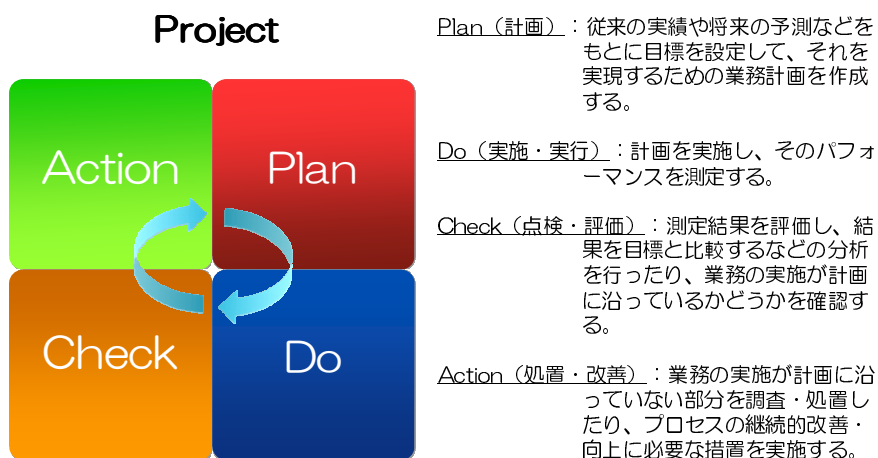 Project
Action
Plan
Check
Do
Plan（計画）：従来の実績や将来の予測などを
もとに目標を設定して、それを
実現するための業務計画を作成
する。
Do（実施・実行）：計画を実施し、そのパフォ
ーマンスを測定する。
Check（点検・評価）：測定結果を評価し、結
果を目標と比較するなどの分析
を行ったり、業務の実施が計画
に沿っているかどうかを確認す
る。
Action（処置・改善）：業務の実施が計画に沿
っていない部分を調査・処置し
たり、プロセスの継続的改善・
向上に必要な措置を実施する。